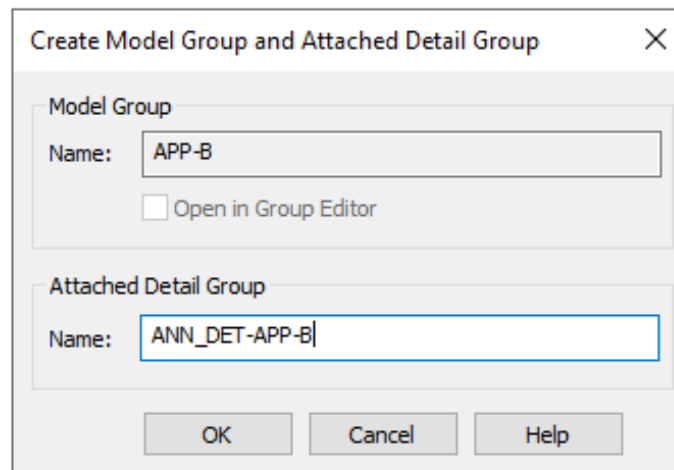 Create Model Group and Attached Detail Group
Model Group
Name: APP-B
Open in Group Editor
Attached Detail Group
Name: ANN_DET-APP-B
OK Cancel Help